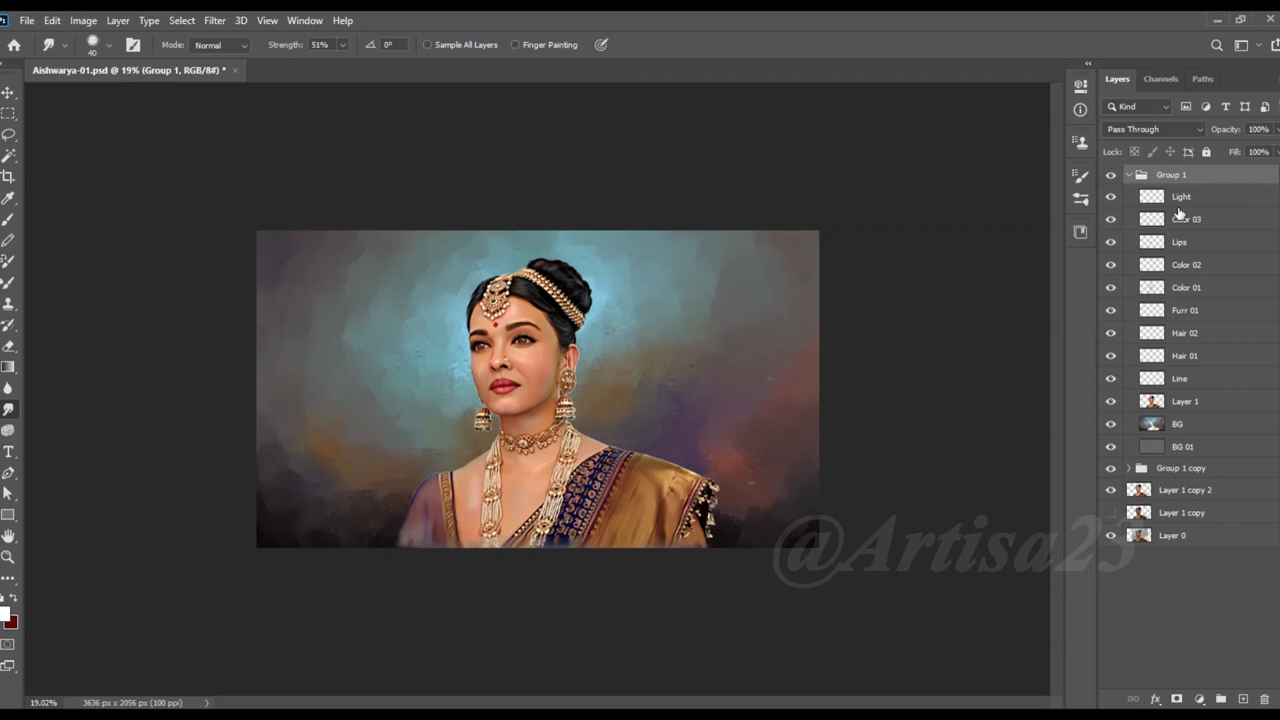 File Edit Image Layer Type Select Filter 3D View Window Help
40 Mode: Normal Strength: 51% 0° Sample All Layers Finger Painting
Aishwarya-01.psd @ 19% (Group 1, RGB/8#) * ×
Layers Channels Paths
Kind
Pass Through Opacity: 100%
Lock: Fill: 100%
Group 1
Light
Color 03
Lips
Color 02
Color 01
Furr 01
Hair 02
Hair 01
Line
Layer 1
BG
BG 01
Group 1 copy
Layer 1 copy 2
Layer 1 copy
Layer 0
@Artisa23
19.02% 3636 px x 2056 px (100 ppi)